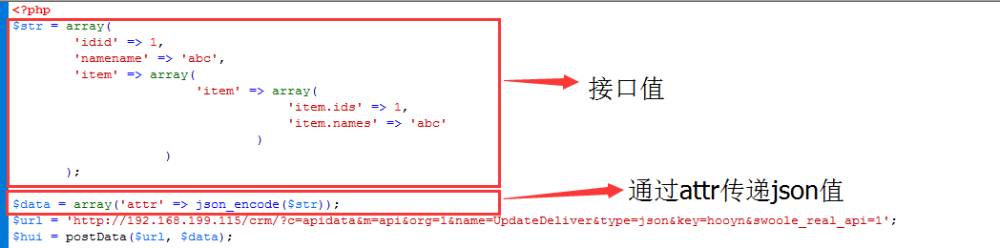 <?php
$str = array(
'idid' => 1,
'namename' => 'abc',
'item' => array(
'item' => array(
'item.ids' => 1,
'item.names' => 'abc'
)
)
);
接口值
$data = array('attr' => json_encode($str));
通过attr传递json值
$url = 'http://192.168.199.115/crm/?c=apidata&m=api&org=1&name=UpdateDeliver&type=json&key=hooyn&swoole_real_api=1';
$hui = postData($url, $data);